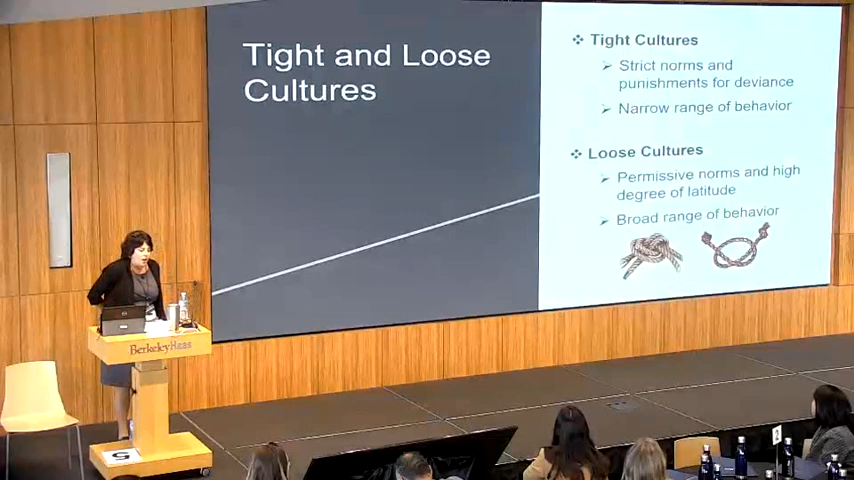 Tight and Loose
Cultures
Tight Cultures
Strict norms and
punishments for deviance
Narrow range of behavior
Loose Cultures
Permissive norms and high
degree of latitude
Broad range of behavior
BerkeleyHaas